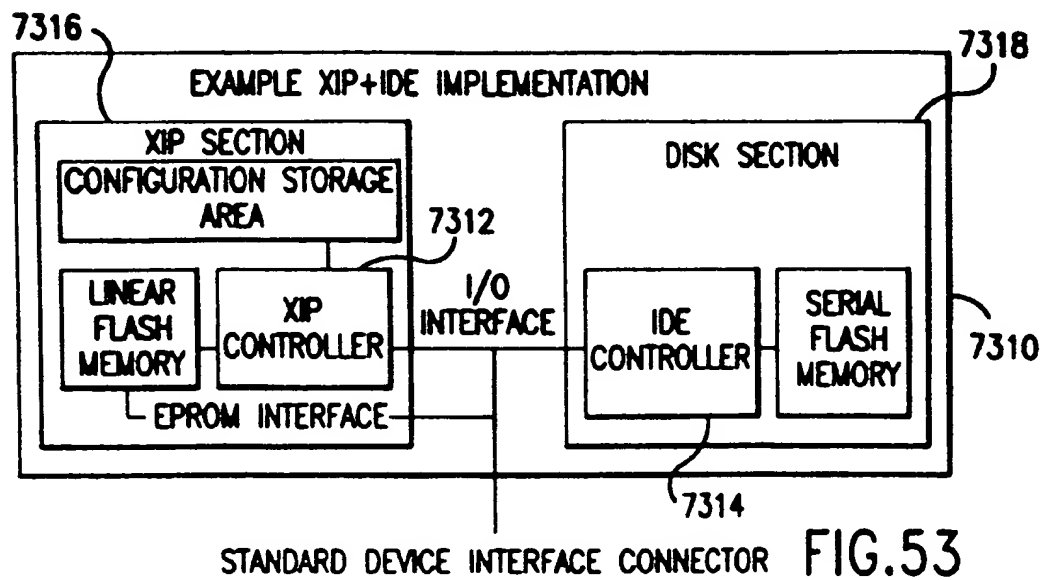 7316
7318
EXAMPLE XIP+IDE IMPLEMENTATION
XIP SECTION
CONFIGURATION STORAGE
AREA
DISK SECTION
7312
LINEAR
FLASH
MEMORY
XIP
CONTROLLER
I/O
INTERFACE
IDE
CONTROLLER
SERIAL
FLASH
MEMORY
7310
EPROM INTERFACE
7314
STANDARD DEVICE INTERFACE CONNECTOR
FIG.53